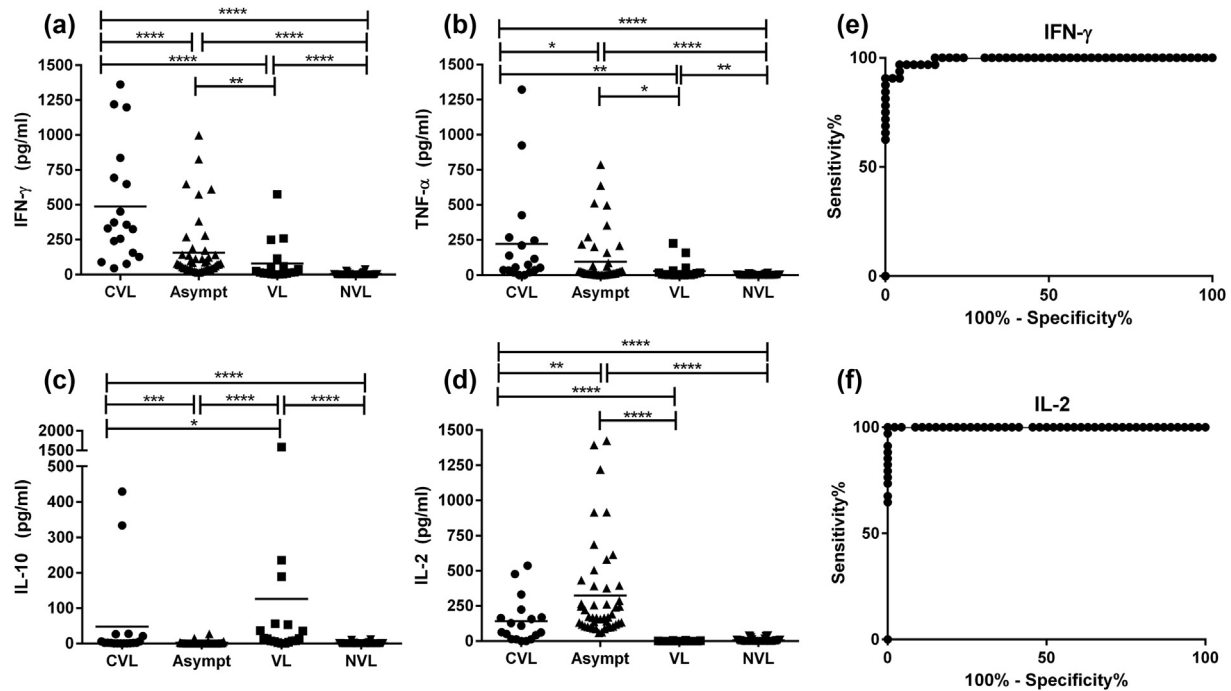 (a)
****
****
****
****
****
**
1500
1250
1000
750
500
250
0
IFN-γ (pg/ml)
CVL Asympt VL NVL
(b)
****
*
****
**
**
*
1500
1250
1000
750
500
250
0
TNF-α (pg/ml)
CVL Asympt VL NVL
(e)
IFN-γ
100
50
0
Sensitivity%
0 50 100
100% - Specificity%
(c)
****
***
****
****
*
2000
1500
500
400
300
200
100
0
IL-10 (pg/ml)
CVL Asympt VL NVL
(d)
****
**
****
****
****
1500
1250
1000
750
500
250
0
IL-2 (pg/ml)
CVL Asympt VL NVL
(f)
IL-2
100
50
0
Sensitivity%
0 50 100
100% - Specificity%